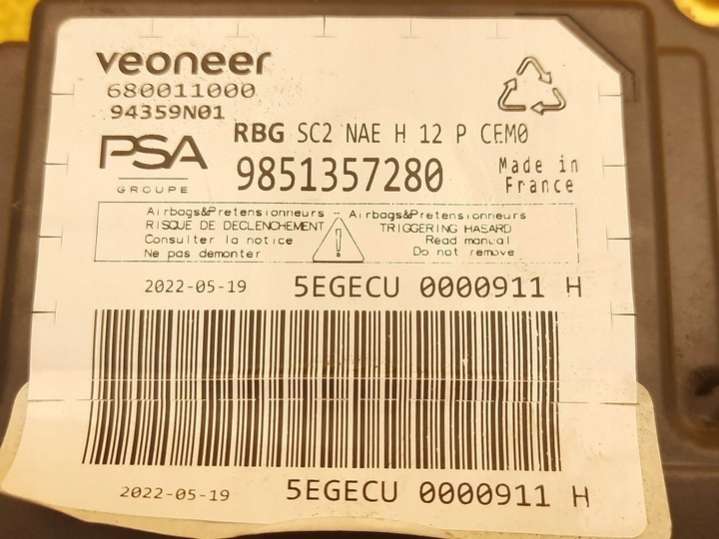 veoneer
680011000
94359N01
RBG SC2 NAE H 12 P CEM0
PSA
GROUPE
9851357280
Made in
France
Airbags&Pretensionneurs - Airbags&Pretensionneurs
RISQUE DE DECLENCHEMENT TRIGGERING HASARD
Consulter la notice Read manual
Ne pas demonter Do not remove
2022-05-19 5EGECU 0000911 H
2022-05-19 5EGECU 0000911 H